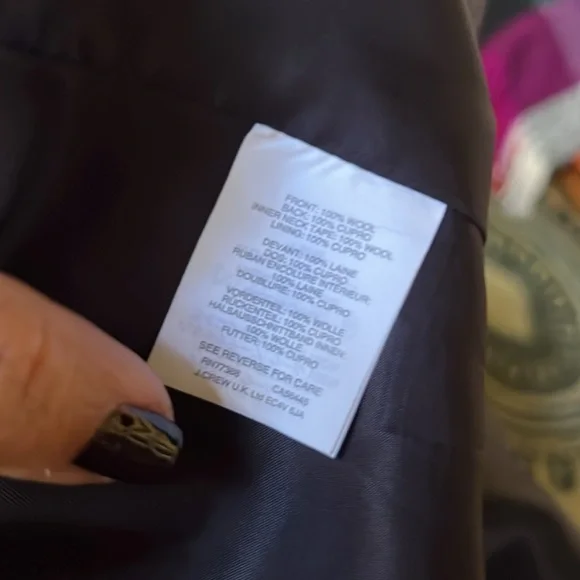 FRONT: 100% WOOL
BACK: 100% CUPRO
INNER NECK TAPE: 100% WOOL
LINING: 100% CUPRO
DEVANT: 100% LAINE
DOS: 100% CUPRO
RUBAN ENCOLURE INTÉRIEUR:
100% LAINE
DOUBLURE: 100% CUPRO
VORDERTEIL: 100% WOLLE
RÜCKENTEIL: 100% CUPRO
HALSAUSSCHNITTBAND INNEN:
100% WOLLE
FUTTER: 100% CUPRO
SEE REVERSE FOR CARE
RN77388 CA56445
J.CREW U.K. Ltd EC4V 6JA